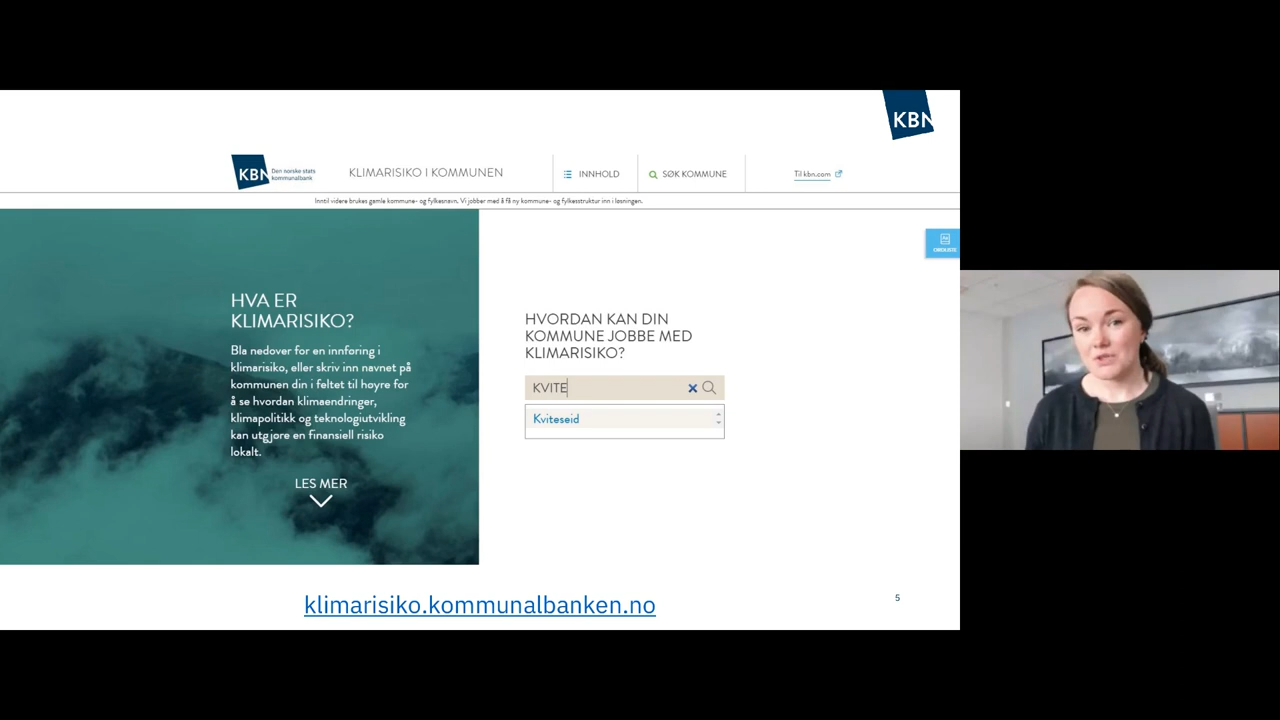 KBN
KBN Den norske stats kommunalbank
KLIMARISIKO I KOMMUNEN
INNHOLD
SØK KOMMUNE
Til kbn.com
Inntil videre brukes gamle kommune- og fylkesnavn. Vi jobber med å få ny kommune- og fylkesstruktur inn i løsningen.
HVA ER
KLIMARISIKO?
Bla nedover for en innføring i
klimarisiko, eller skriv inn navnet på
kommunen din i feltet til høyre for
å se hvordan klimaendringer,
klimapolitikk og teknologiutvikling
kan utgjøre en finansiell risiko
lokalt.
LES MER
HVORDAN KAN DIN
KOMMUNE JOBBE MED
KLIMARISIKO?
KVITE
Kviteseid
klimarisiko.kommunalbanken.no
5